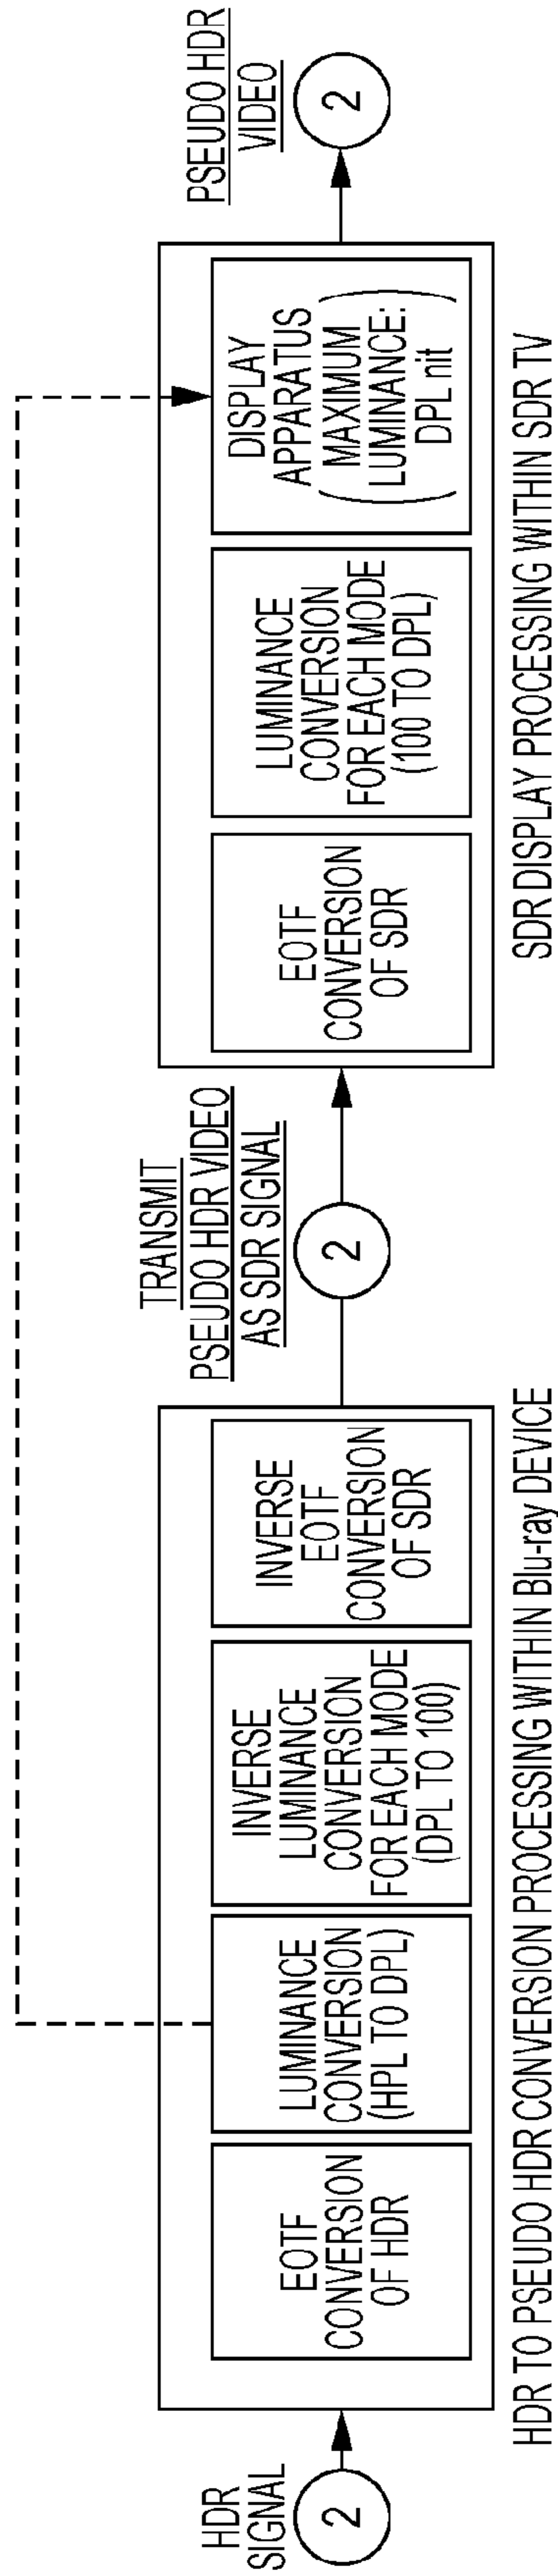 HDR
SIGNAL
2
EOTF
CONVERSION
OF HDR
LUMINANCE
CONVERSION
(HPL TO DPL)
INVERSE
LUMINANCE
CONVERSION
FOR EACH MODE
(DPL TO 100)
INVERSE
EOTF
CONVERSION
OF SDR
HDR TO PSEUDO HDR CONVERSION PROCESSING WITHIN Blu-ray DEVICE
TRANSMIT
PSEUDO HDR VIDEO
AS SDR SIGNAL
2
EOTF
CONVERSION
OF SDR
LUMINANCE
CONVERSION
FOR EACH MODE
(100 TO DPL)
DISPLAY
APPARATUS
(MAXIMUM
LUMINANCE:
DPL nit)
SDR DISPLAY PROCESSING WITHIN SDR TV
PSEUDO HDR
VIDEO
2